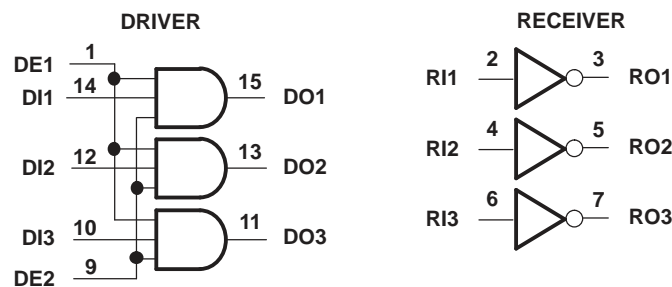 DRIVER
DE1 1
DI1 14 15 DO1
DI2 12 13 DO2
DI3 10 11 DO3
DE2 9
RECEIVER
RI1 2 3 RO1
RI2 4 5 RO2
RI3 6 7 RO3